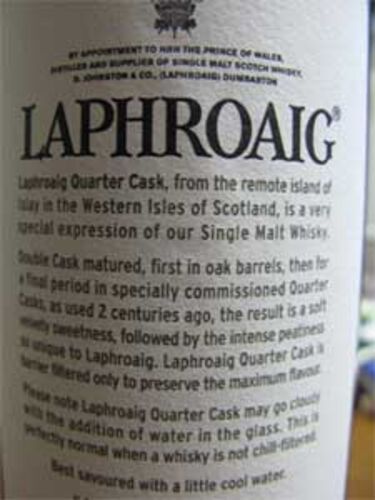 BY APPOINTMENT TO HRH THE PRINCE OF WALES,
DISTILLER AND SUPPLIER OF SINGLE MALT SCOTCH WHISKY,
D. JOHNSTON & CO., (LAPHROAIG) DUMBARTON
LAPHROAIG®
Laphroaig Quarter Cask, from the remote island of
Islay in the Western Isles of Scotland, is a very
special expression of our Single Malt Whisky.
Double Cask matured, first in oak barrels, then for
a final period in specially commissioned Quarter
Casks, as used 2 centuries ago, the result is a soft
velvety sweetness, followed by the intense peatiness
so unique to Laphroaig. Laphroaig Quarter Cask is
barrier filtered only to preserve the maximum flavour.
Please note Laphroaig Quarter Cask may go cloudy
with the addition of water in the glass. This is
perfectly normal when a whisky is not chill-filtered.
Best savoured with a little cool water.